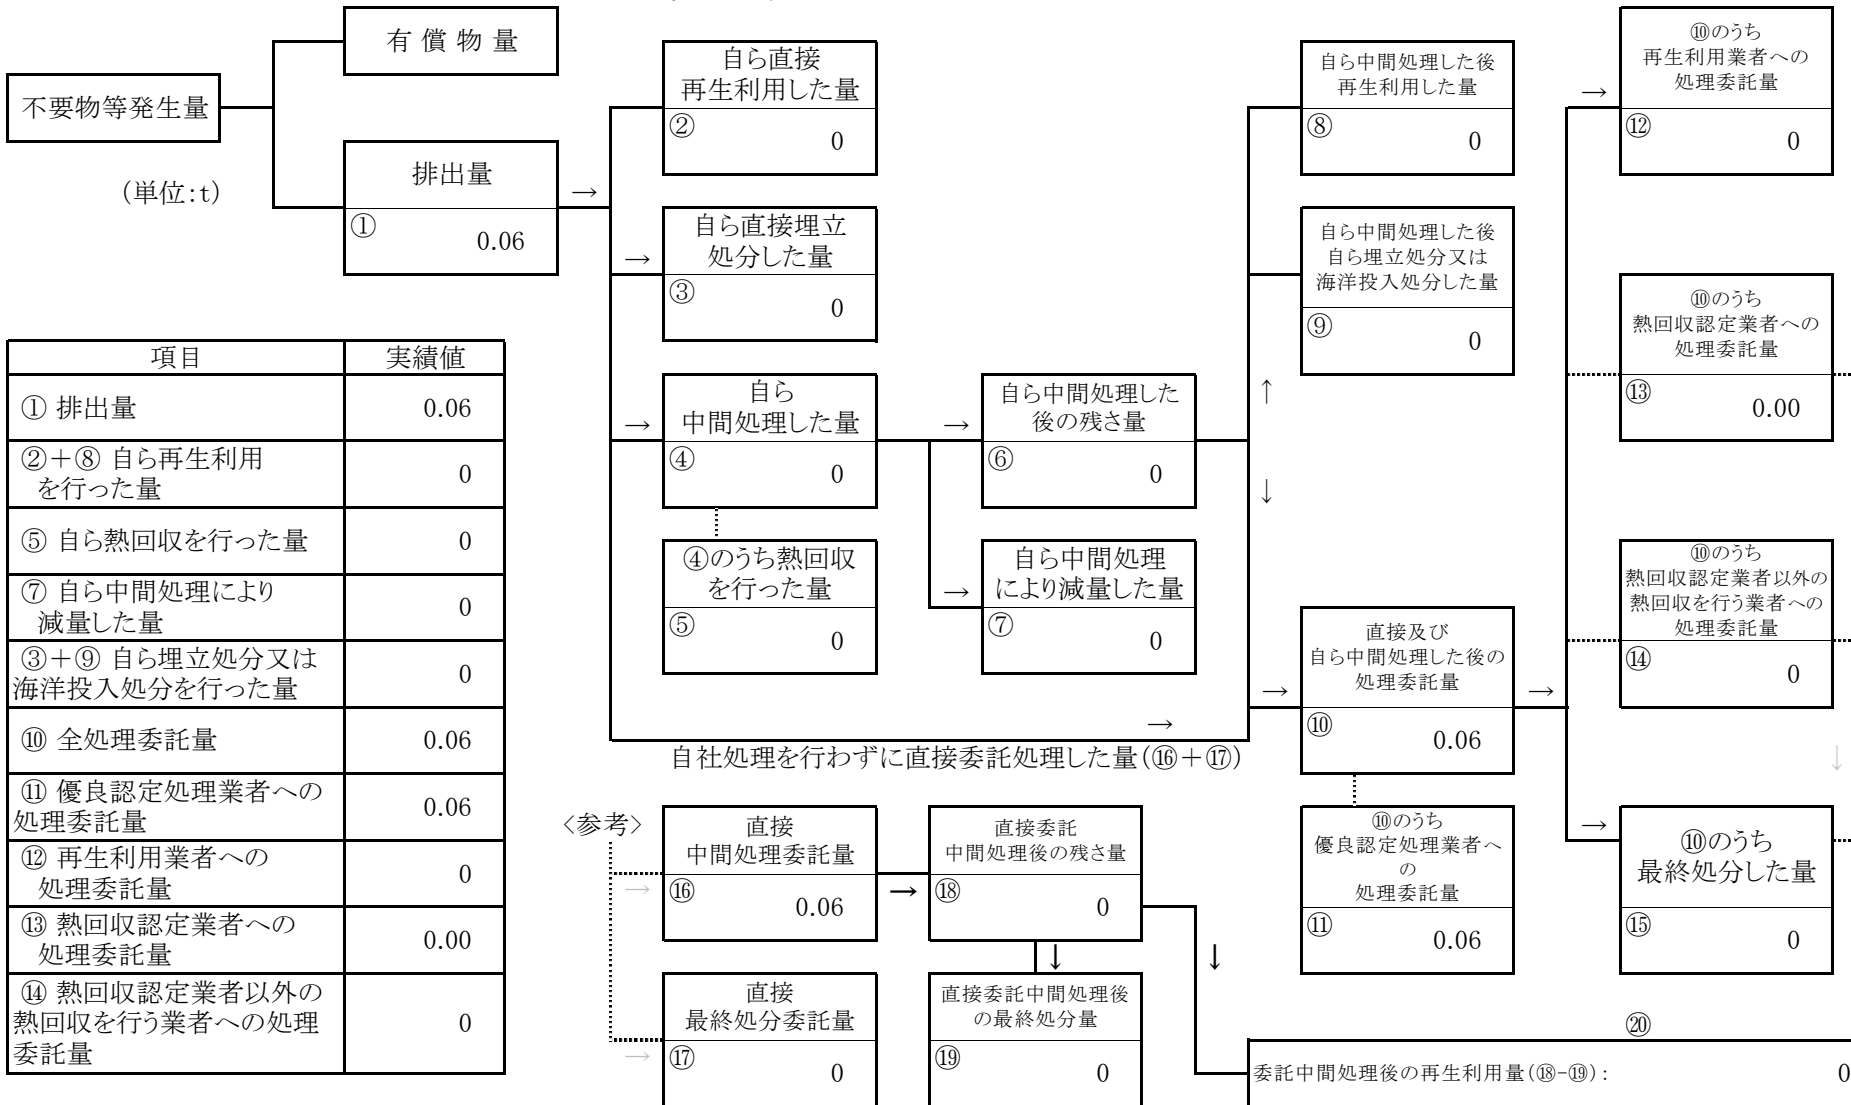 有 償 物 量
不要物等発生量
(単位:t)
排出量
①
0.06
→
自ら直接
再生利用した量
②
0
→
自ら直接埋立
処分した量
③
0
→
自ら
中間処理した量
④
0
④のうち熱回収
を行った量
⑤
0
→
自ら中間処理した
後の残さ量
⑥
0
→
自ら中間処理
により減量した量
⑦
0
自ら中間処理した後
再生利用した量
⑧
0
自ら中間処理した後
自ら埋立処分又は
海洋投入処分した量
⑨
0
↑
↓
→
自社処理を行わずに直接委託処理した量(⑯+⑰)
→
直接及び
自ら中間処理した後の
処理委託量
⑩
0.06
→
⑩のうち
優良認定処理業者へ
の
処理委託量
⑪
0.06
→
⑩のうち
再生利用業者への
処理委託量
⑫
0
⑩のうち
熱回収認定業者への
処理委託量
⑬
0.00
⑩のうち
熱回収認定業者以外の
熱回収を行う業者への
処理委託量
⑭
0
↓
→
⑩のうち
最終処分した量
⑮
0
項目 実績値
① 排出量 0.06
②+⑧ 自ら再生利用
を行った量 0
⑤ 自ら熱回収を行った量 0
⑦ 自ら中間処理により
減量した量 0
③+⑨ 自ら埋立処分又は
海洋投入処分を行った量 0
⑩ 全処理委託量 0.06
⑪ 優良認定処理業者への
処理委託量 0.06
⑫ 再生利用業者への
処理委託量 0
⑬ 熱回収認定業者への
処理委託量 0.00
⑭ 熱回収認定業者以外の
熱回収を行う業者への処理
委託量 0
〈参考〉
→
直接
中間処理委託量
⑯
0.06
→
直接委託
中間処理後の残さ量
⑱
0
↓
↓
→
直接
最終処分委託量
⑰
0
直接委託中間処理後
の最終処分量
⑲
0
⑳
委託中間処理後の再生利用量(⑱-⑲): 0